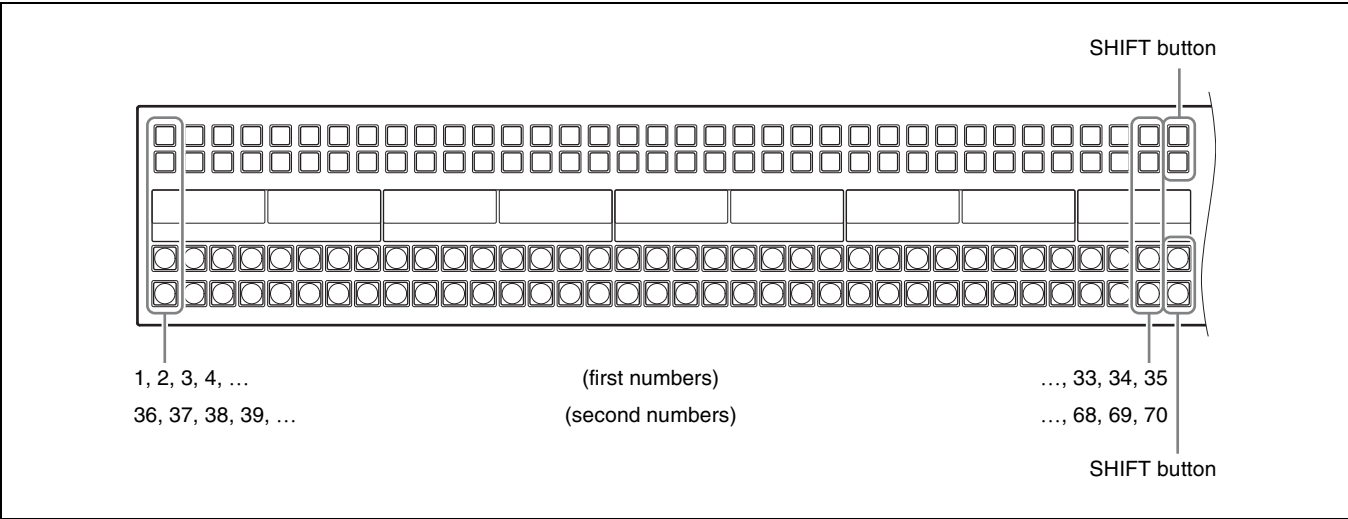 SHIFT button
1, 2, 3, 4, … (first numbers) …, 33, 34, 35
36, 37, 38, 39, … (second numbers) …, 68, 69, 70
SHIFT button